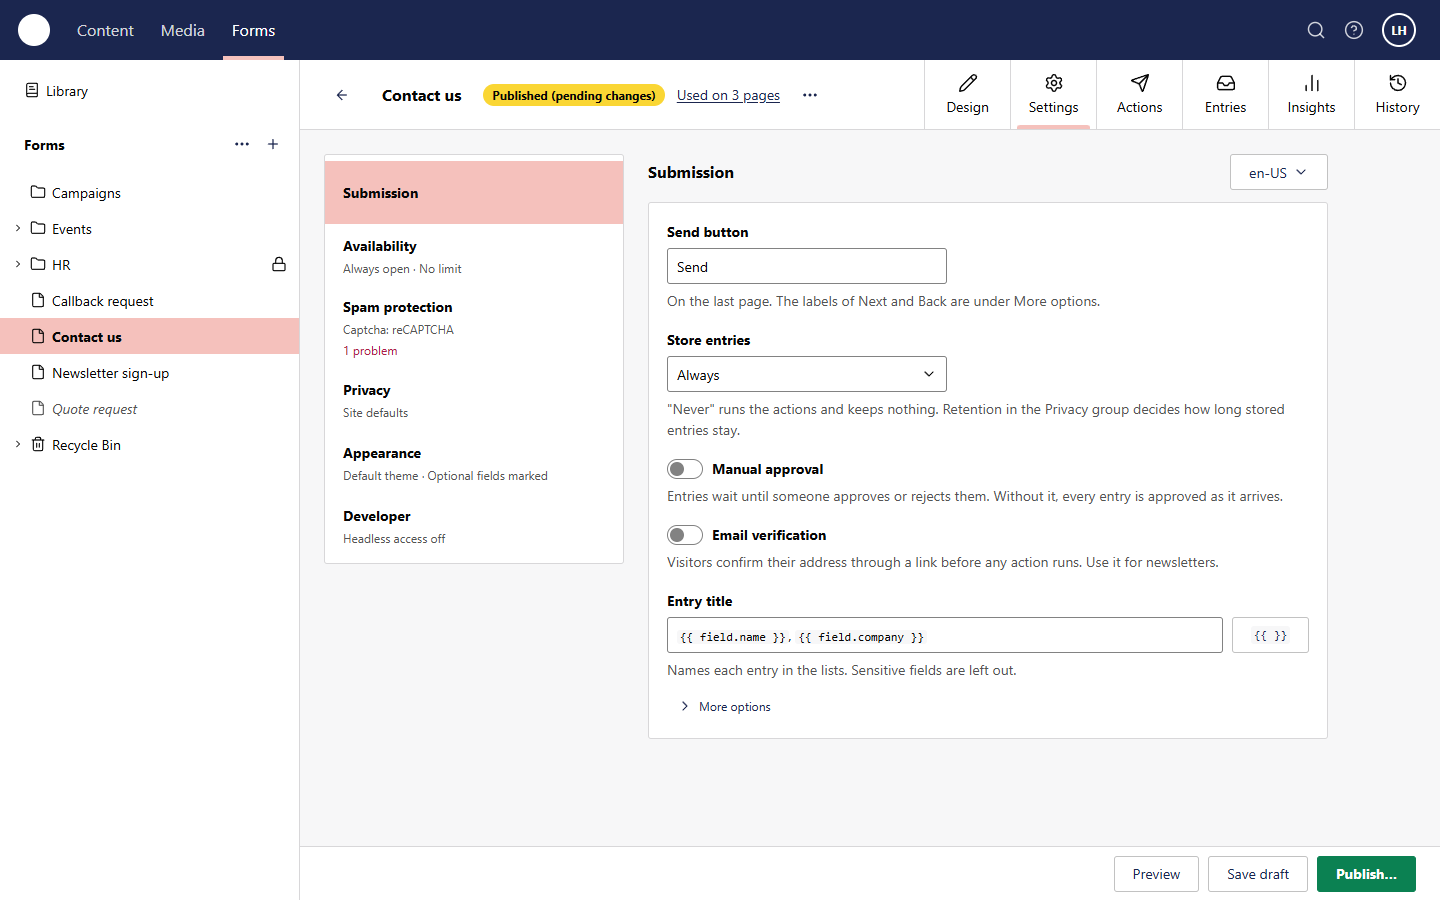 Content
Media
Forms
LH
Library
Forms
Campaigns
Events
HR
Callback request
Contact us
Newsletter sign-up
Quote request
Recycle Bin
Contact us
Published (pending changes)
Used on 3 pages
Design
Settings
Actions
Entries
Insights
History
Submission
Availability
Always open · No limit
Spam protection
Captcha: reCAPTCHA
1 problem
Privacy
Site defaults
Appearance
Default theme · Optional fields marked
Developer
Headless access off
Submission
en-US
Send button
Send
On the last page. The labels of Next and Back are under More options.
Store entries
Always
"Never" runs the actions and keeps nothing. Retention in the Privacy group decides how long stored
entries stay.
Manual approval
Entries wait until someone approves or rejects them. Without it, every entry is approved as it arrives.
Email verification
Visitors confirm their address through a link before any action runs. Use it for newsletters.
Entry title
{{ field.name }}, {{ field.company }}
{{ }}
Names each entry in the lists. Sensitive fields are left out.
More options
Preview
Save draft
Publish...